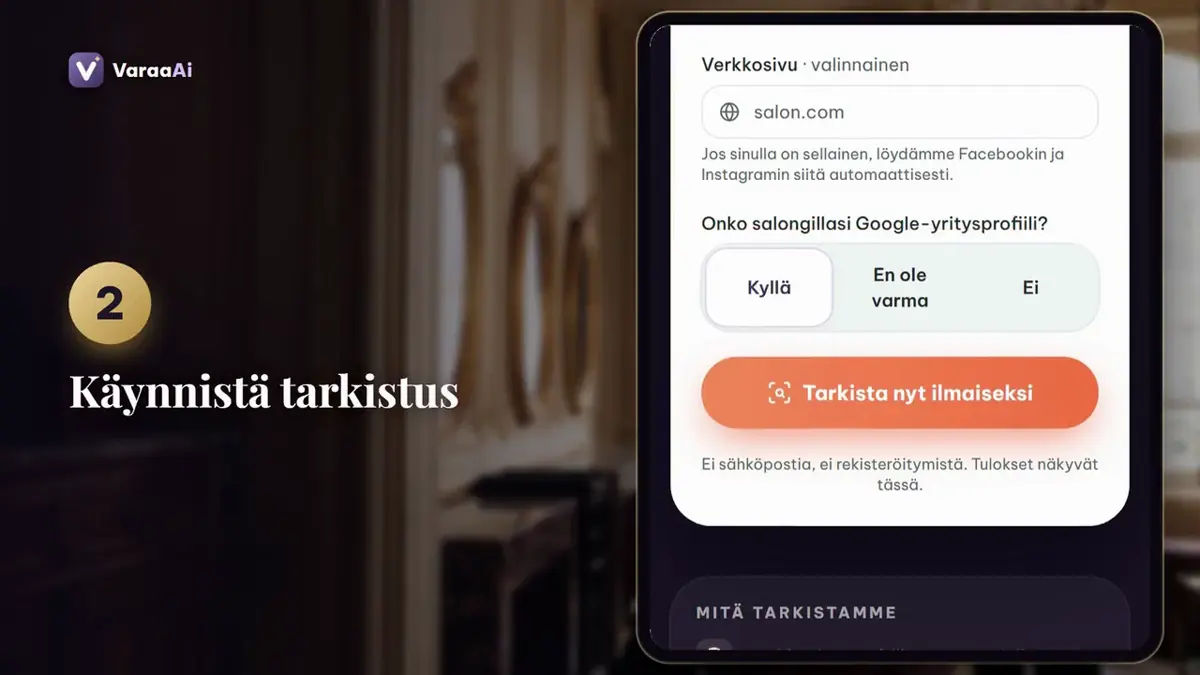 VaraaAi
2
Käynnistä tarkistus
Verkkosivu · valinnainen
salon.com
Jos sinulla on sellainen, löydämme Facebookin ja
Instagramin siitä automaattisesti.
Onko salongillasi Google-yritysprofiili?
Kyllä
En ole
varma
Ei
Tarkista nyt ilmaiseksi
Ei sähköpostia, ei rekisteröitymistä. Tulokset näkyvät
tässä.
MITÄ TARKISTAMME